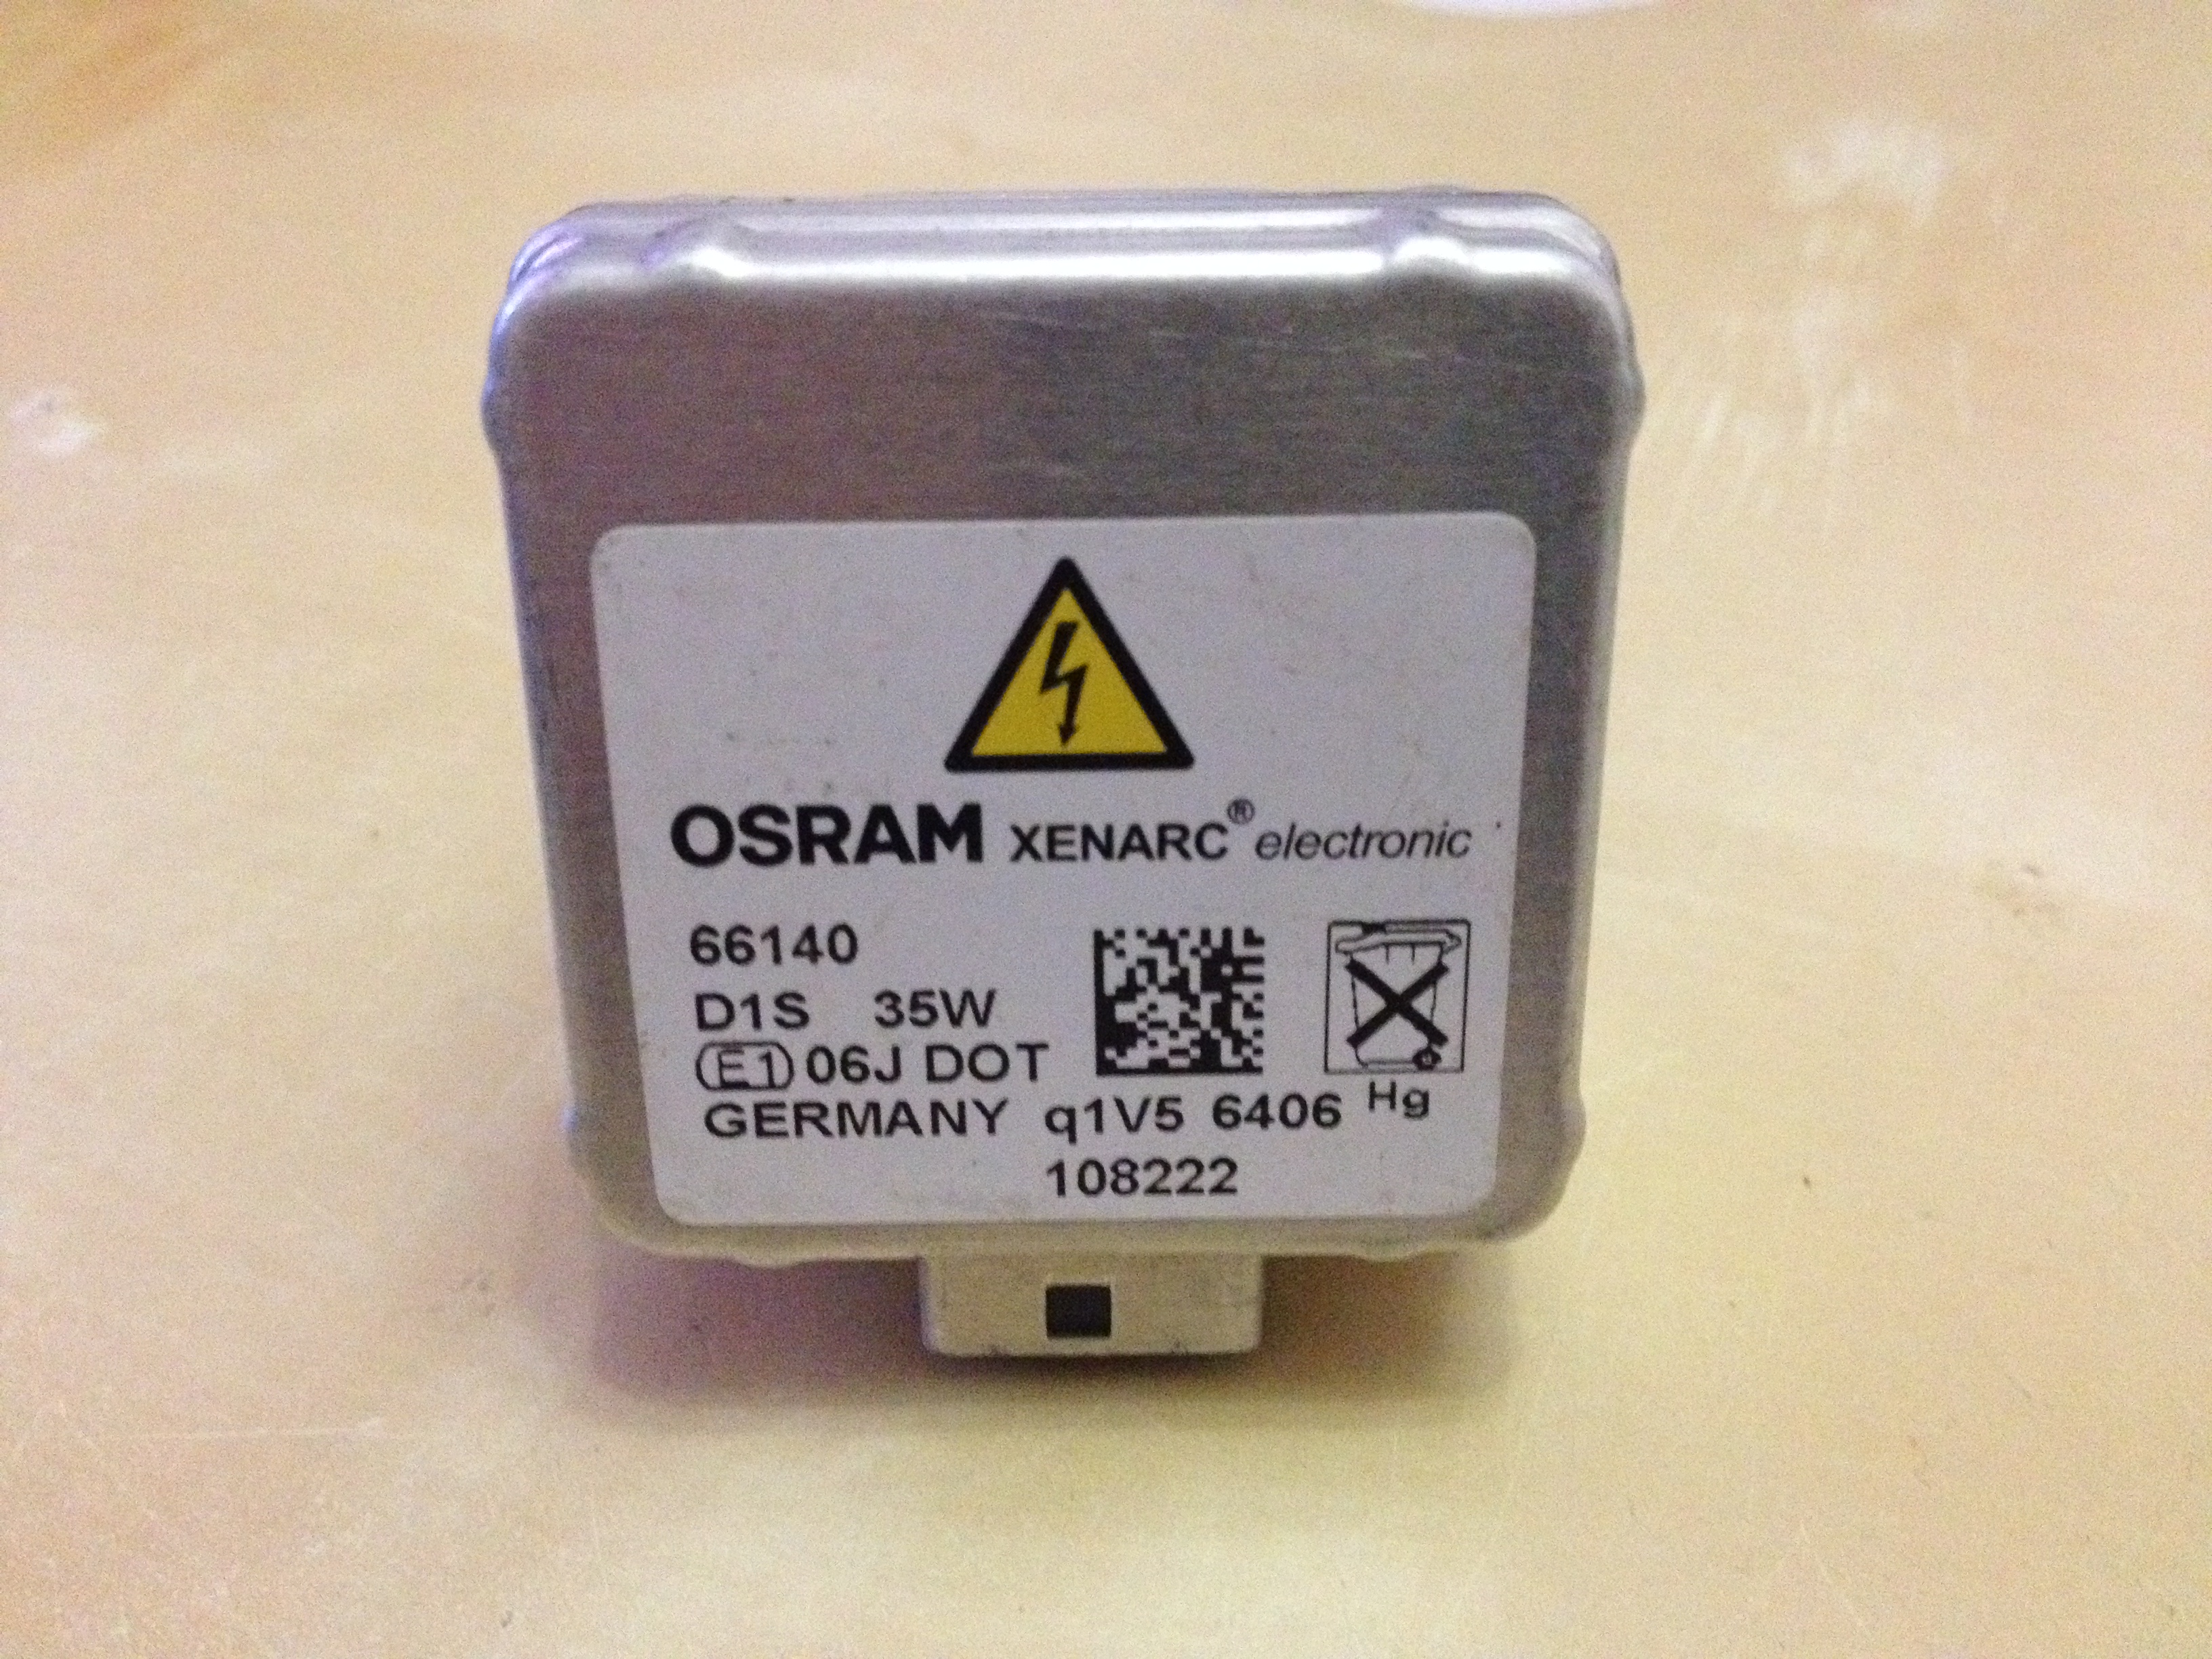 OSRAM XENARC® electronic
66140
D1S 35W
E1 06J DOT
GERMANY q1V5 6406 Hg
108222